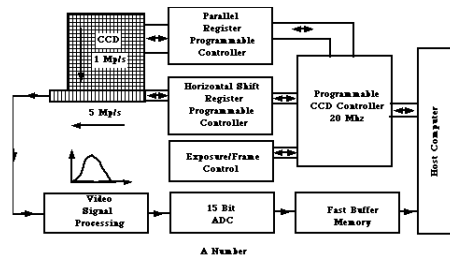 CCD
1 Mp/s
5 Mp/s
Parallel
Register
Programmable
Controller
Horizontal Shift
Register
Programmable
Controller
Exposure/Frame
Control
Programmable
CCD Controller
20 Mhz
Host Computer
Video
Signal
Processing
15 Bit
ADC
Fast Buffer
Memory
A Number